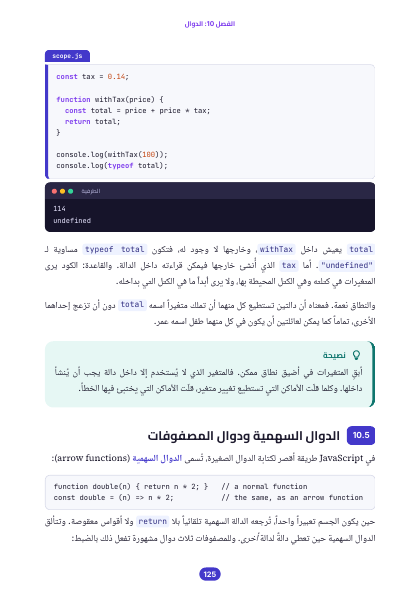 الفصل 10: الدوال
scope.js
const tax = 0.14;
function withTax(price) {
const total = price + price * tax;
return total;
}
console.log(withTax(100));
console.log(typeof total);
الطرفية
114
undefined
total يعيش داخل withTax، وخارجها لا وجود له، فتكون typeof total مساوية لـ
"undefined". أما tax الذي أُنشئ خارجها فيمكن قراءته داخل الدالة. والقاعدة: الكود يرى
المتغيرات في كتلته وفي الكتل المحيطة بها، ولا يرى أبداً ما في الكتل التي بداخله.
والنطاق نعمة. فمعناه أن دالتين تستطيع كل منهما أن تملك متغيراً اسمه total دون أن تزعج إحداهما
الأخرى، تماماً كما يمكن لعائلتين أن يكون في كل منهما طفل اسمه عمر.
نصيحة
أبقِ المتغيرات في أضيق نطاق ممكن. فالمتغير الذي لا يُستخدم إلا داخل دالة يجب أن يُنشأ
داخلها. وكلما قلّت الأماكن التي تستطيع تغيير متغير، قلّت الأماكن التي يختبئ فيها الخطأ.
10.5 الدوال السهمية ودوال المصفوفات
في JavaScript طريقة أقصر لكتابة الدوال الصغيرة، تُسمى الدوال السهمية (arrow functions):
function double(n) { return n * 2; } // a normal function
const double = (n) => n * 2; // the same, as an arrow function
حين يكون الجسم تعبيراً واحداً، تُرجعه الدالة السهمية تلقائياً بلا return ولا أقواس معقوصة. وتتألق
الدوال السهمية حين تعطي دالة لدالة أخرى. وللمصفوفات ثلاث دوال مشهورة تفعل ذلك بالضبط:
125